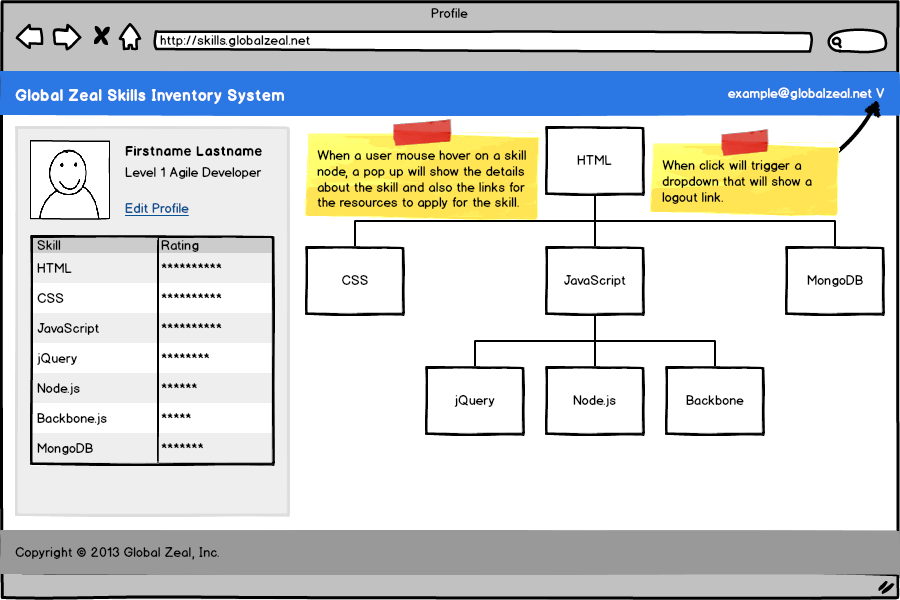 Profile
http://skills.globalzeal.net
Global Zeal Skills Inventory System
example@globalzeal.net V
Firstname Lastname
Level 1 Agile Developer
Edit Profile
Skill Rating
HTML **********
CSS **********
JavaScript **********
jQuery ********
Node.js ******
Backbone.js *****
MongoDB *******
When a user mouse hover on a skill
node, a pop up will show the details
about the skill and also the links for
the resources to apply for the skill.
HTML
When click will trigger a
dropdown that will show a
logout link.
CSS
JavaScript
MongoDB
jQuery
Node.js
Backbone
Copyright © 2013 Global Zeal, Inc.